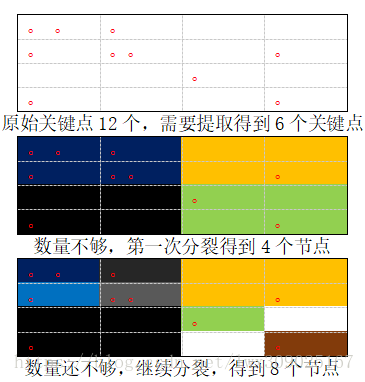 原始关键点 12 个，需要提取得到 6 个关键点
数量不够，第一次分裂得到 4 个节点
数量还不够，继续分裂，得到 8 个节点